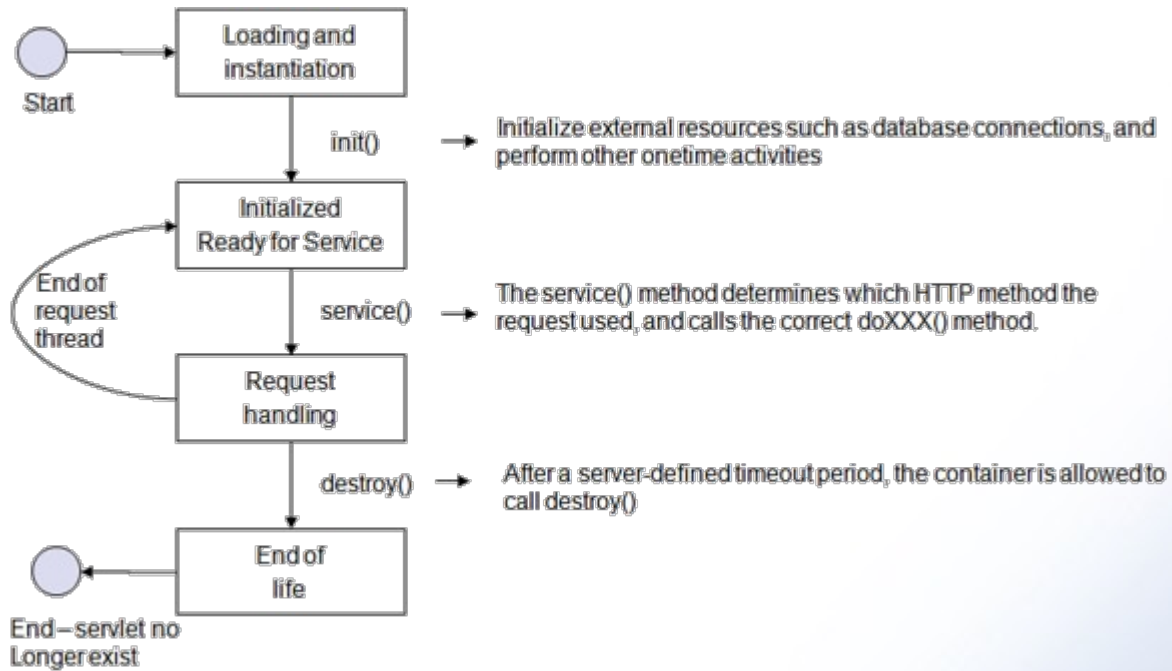 Loading and
instantiation
Start
init()
Initialize external resources such as database connections, and
perform other onetime activities
Initialized
Ready for Service
End of
request
thread
service()
The service() method determines which HTTP method the
request used, and calls the correct doXXX() method.
Request
handling
destroy()
After a server-defined timeout period, the container is allowed to
call destroy()
End of
life
End – servlet no
Longer exist